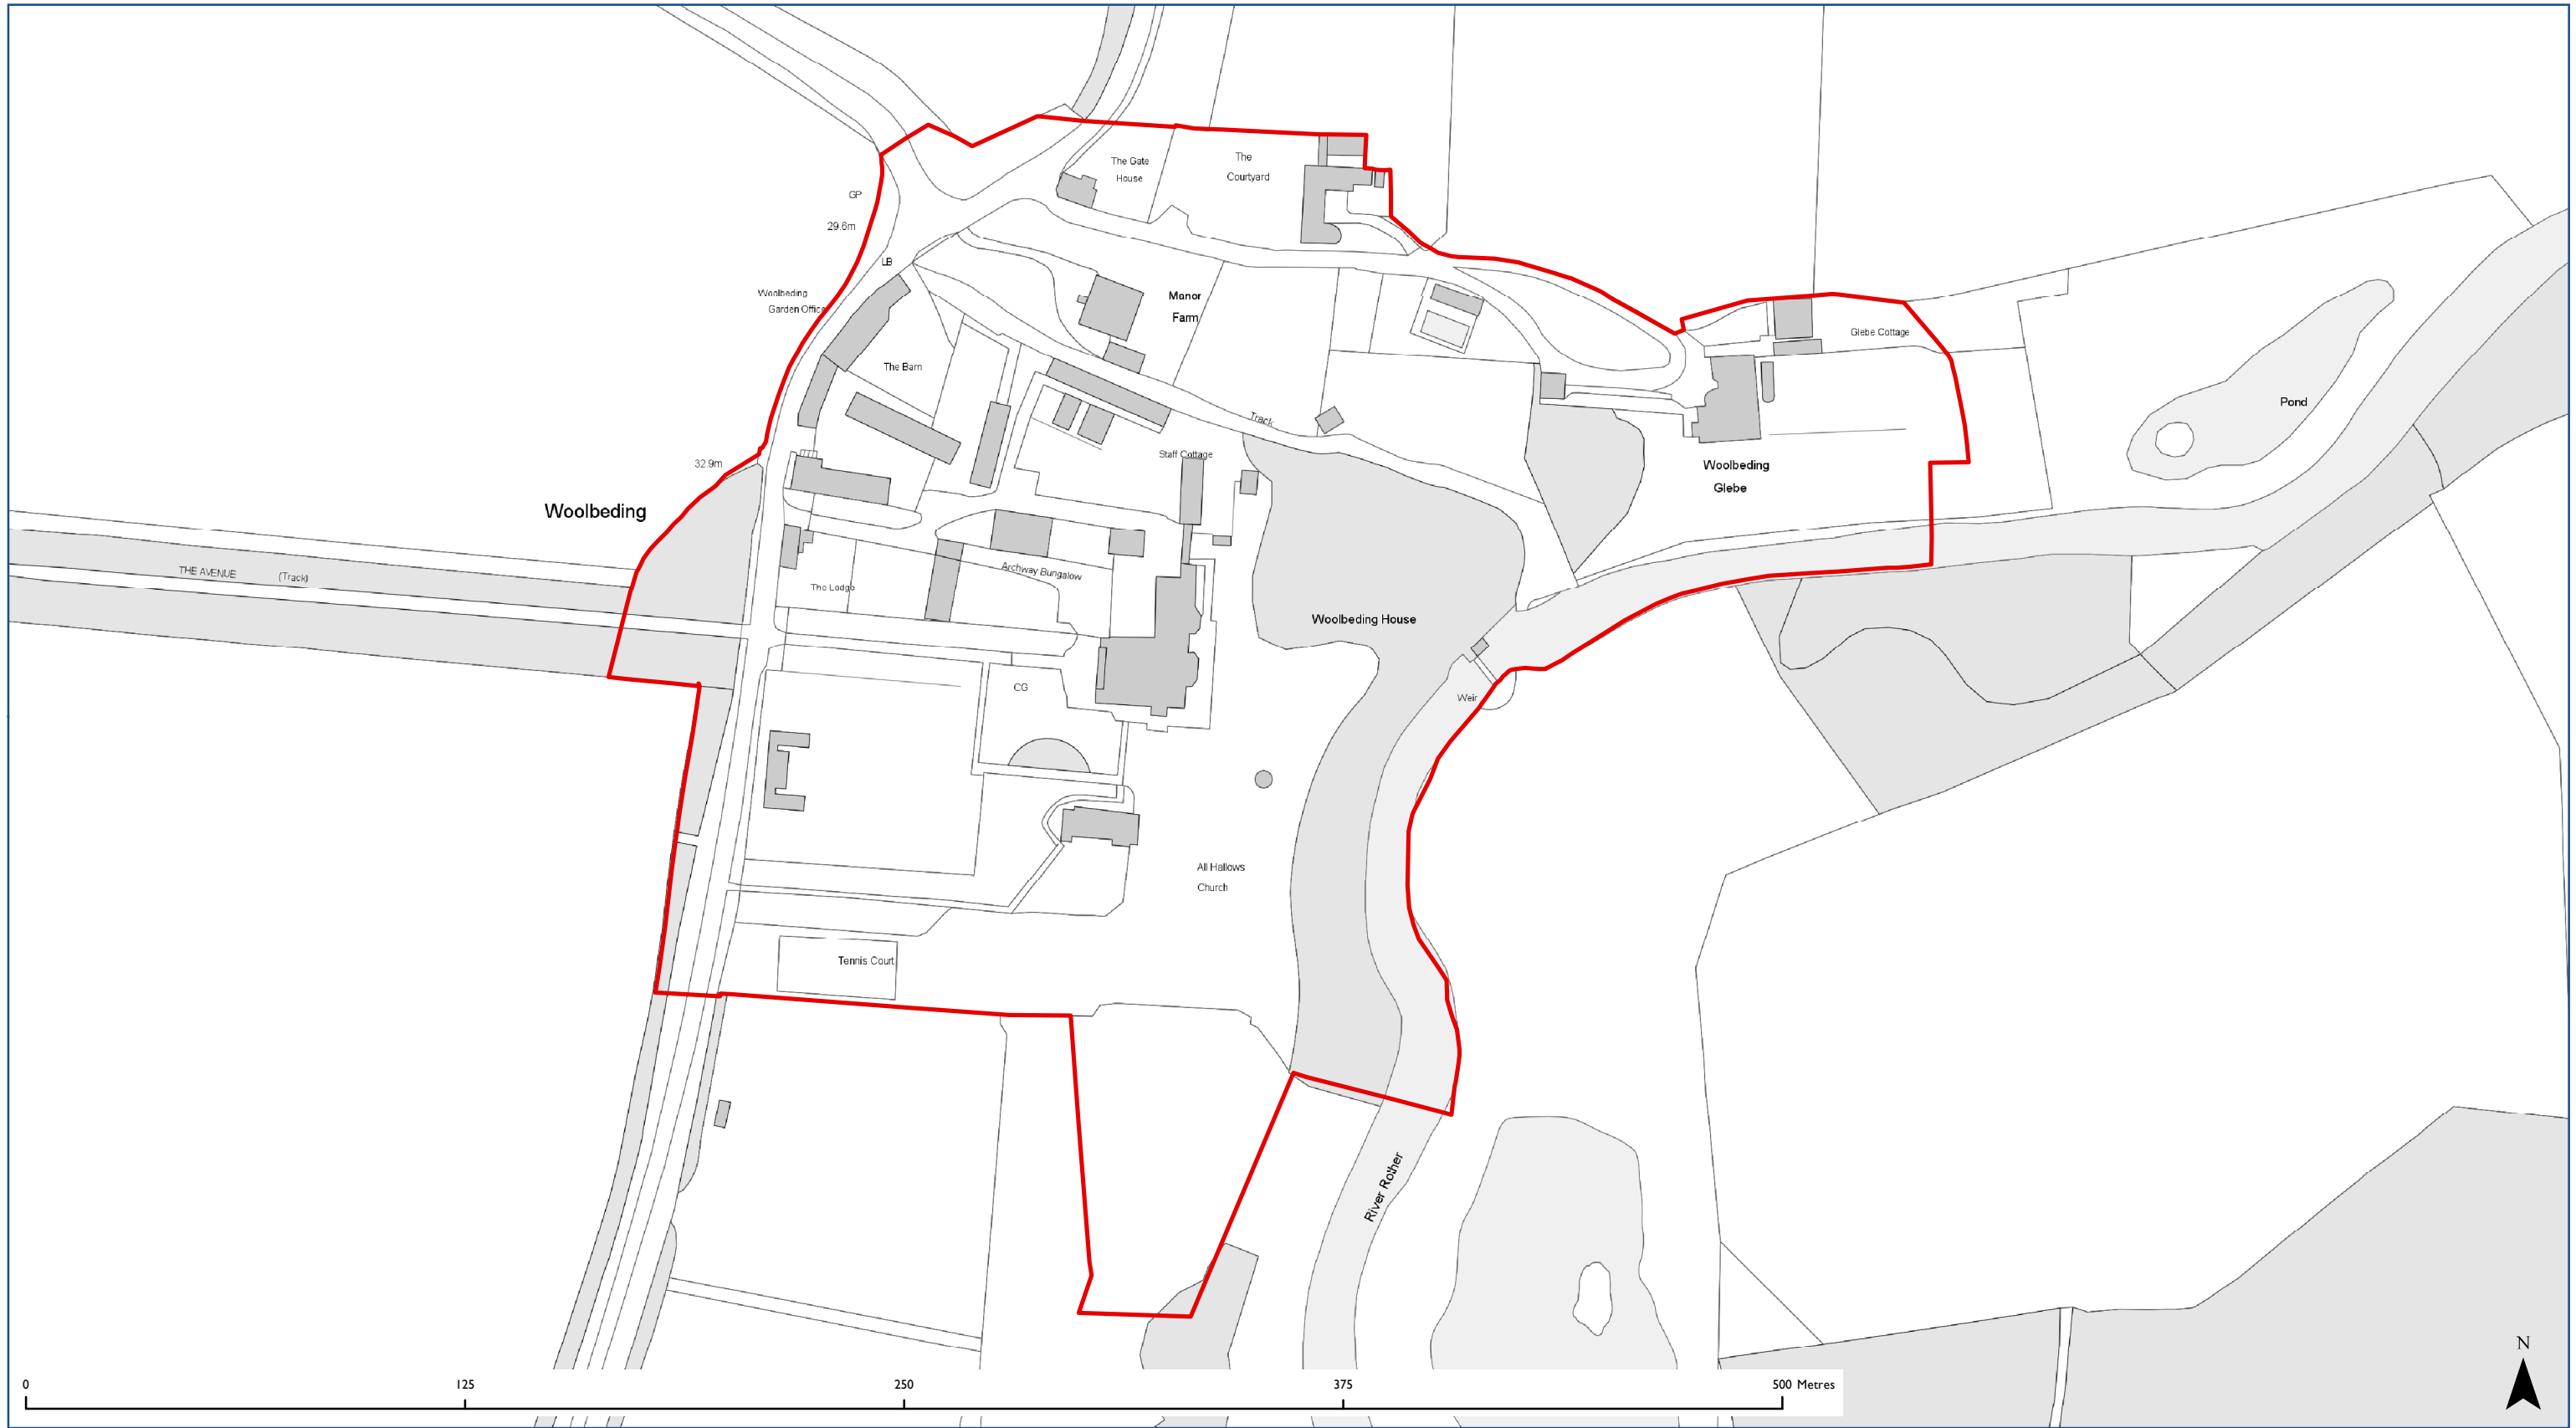 The Gate
House
The
Courtyard
GP
29.6m
LB
Woolbeding
Garden Office
Manor
Farm
Glebe Cottage
The Barn
Track
Pond
Staff Cottage
32.9m
Woolbeding
Glebe
Woolbeding
THE AVENUE (Track)
Archway Bungalow
The Lodge
Woolbeding House
CG
Weir
All Hallows
Church
Tennis Court
River Rother
N
0 125 250 375 500 Metres